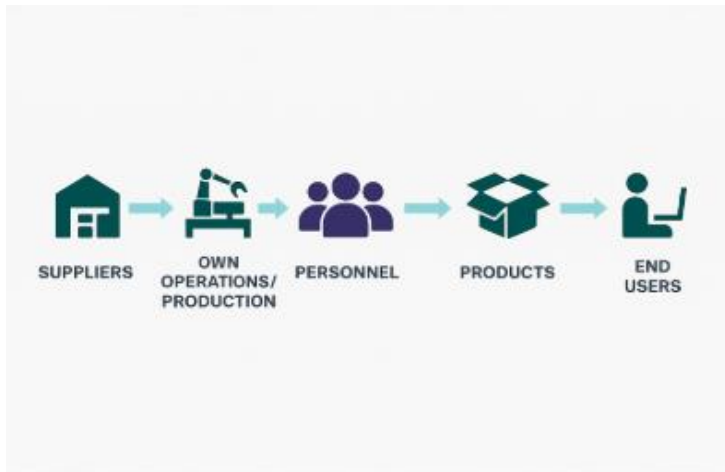 SUPPLIERS
OWN
OPERATIONS/
PRODUCTION
PERSONNEL
PRODUCTS
END
USERS